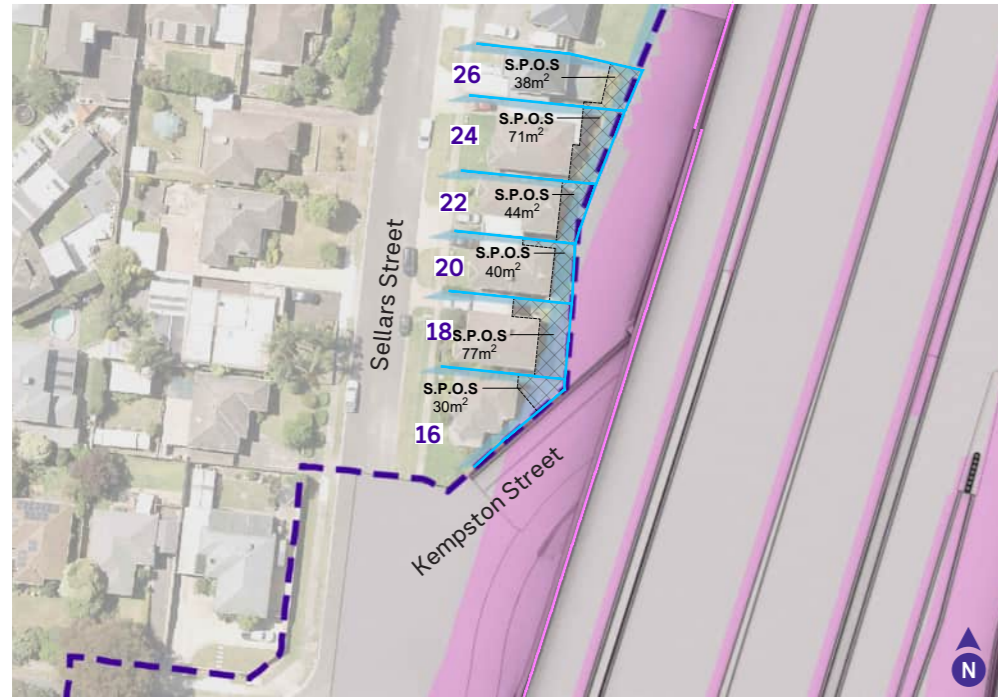 26
S.P.O.S
38m²
24
S.P.O.S
71m²
22
S.P.O.S
44m²
20
S.P.O.S
40m²
18
S.P.O.S
77m²
S.P.O.S
30m²
16
Sellars Street
Kempston Street
N